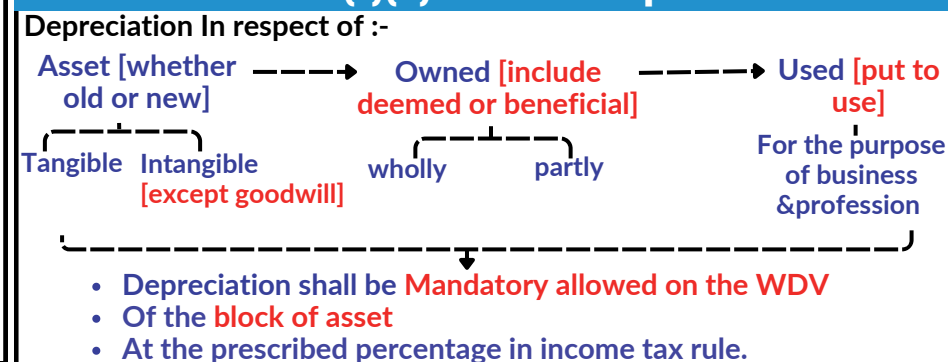 Depreciation In respect of :-
Asset [whether
old or new]
Owned [include
deemed or beneficial]
Used [put to
use]
Tangible
Intangible
[except goodwill]
wholly
partly
For the purpose
of business
&profession
• Depreciation shall be Mandatory allowed on the WDV
• Of the block of asset
• At the prescribed percentage in income tax rule.